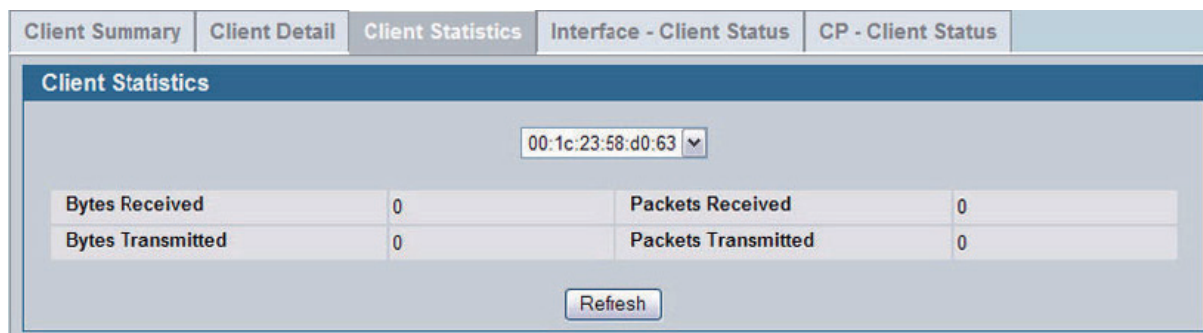 Client Summary Client Detail Client Statistics Interface - Client Status CP - Client Status
Client Statistics
00:1c:23:58:d0:63
Bytes Received 0 Packets Received 0
Bytes Transmitted 0 Packets Transmitted 0
Refresh